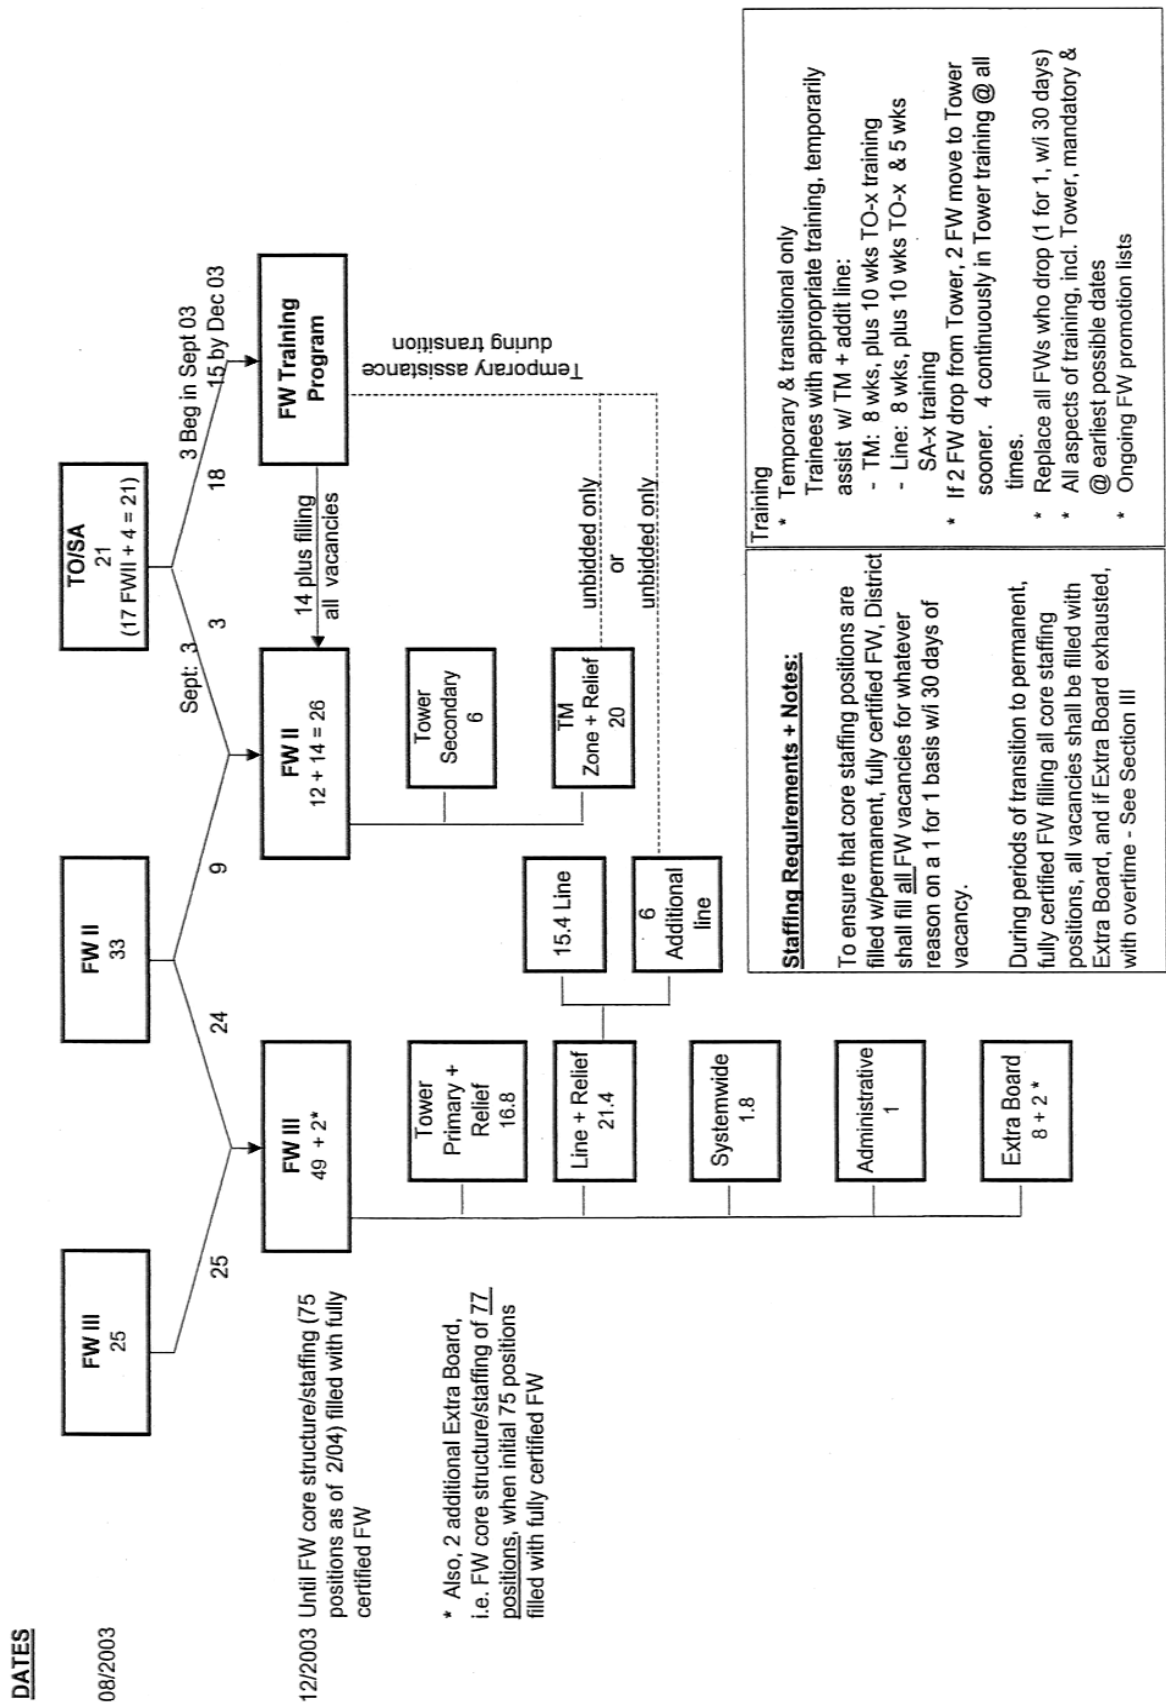 DATES
08/2003
FW III
25
FW II
33
TO/SA
21
(17 FWII + 4 = 21)
25
24
9
Sept: 3
3
18
3 Beg in Sept 03
15 by Dec 03
12/2003 Until FW core structure/staffing (75
positions as of 2/04) filled with fully
certified FW
FW III
49 + 2*
FW II
12 + 14 = 26
14 plus filling
all vacancies
FW Training
Program
* Also, 2 additional Extra Board,
i.e. FW core structure/staffing of 77
positions, when initial 75 positions
filled with fully certified FW
Tower
Primary +
Relief
16.8
Line + Relief
21.4
Systemwide
1.8
Administrative
1
Extra Board
8 + 2 *
15.4 Line
6
Additional
line
Tower
Secondary
6
TM
Zone + Relief
20
unbidded only
or
unbidded only
Temporary assistance
during transition
Staffing Requirements + Notes:
To ensure that core staffing positions are
filled w/permanent, fully certified FW, District
shall fill all FW vacancies for whatever
reason on a 1 for 1 basis w/i 30 days of
vacancy.
During periods of transition to permanent,
fully certified FW filling all core staffing
positions, all vacancies shall be filled with
Extra Board, and if Extra Board exhausted,
with overtime - See Section III
Training
* Temporary & transitional only
Trainees with appropriate training, temporarily
assist w/ TM + addit line:
- TM: 8 wks, plus 10 wks TO-x training
- Line: 8 wks, plus 10 wks TO-x & 5 wks
SA-x training
* If 2 FW drop from Tower, 2 FW move to Tower
sooner. 4 continuously in Tower training @ all
times.
* Replace all FWs who drop (1 for 1, w/i 30 days)
* All aspects of training, incl. Tower, mandatory &
@ earliest possible dates
* Ongoing FW promotion lists